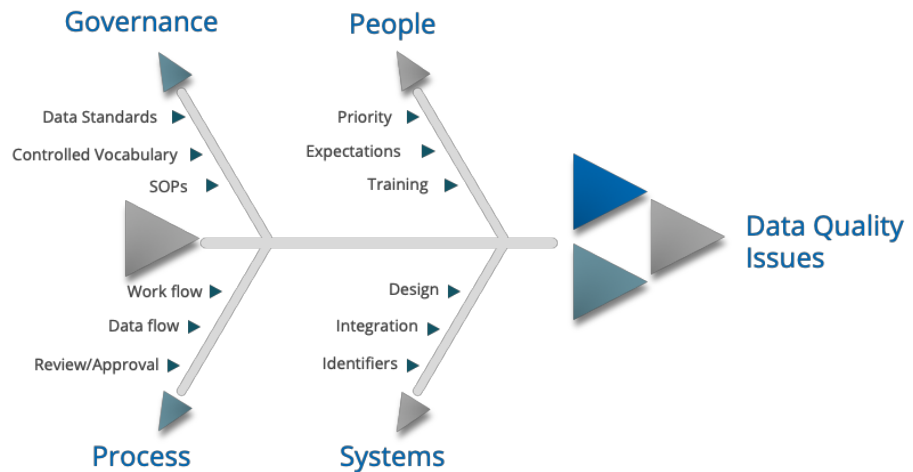 Governance
People
Data Standards
Priority
Controlled Vocabulary
Expectations
SOPs
Training
Data Quality
Issues
Work flow
Design
Data flow
Integration
Review/Approval
Identifiers
Process
Systems